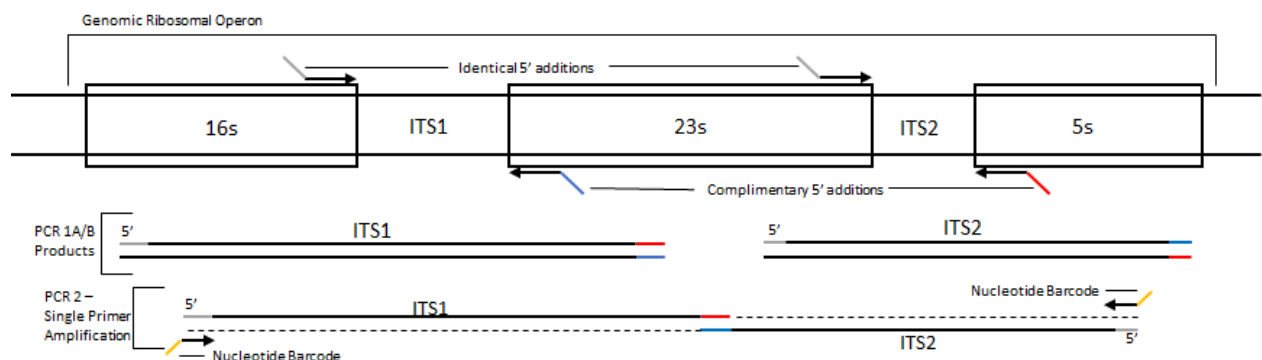 Genomic Ribosomal Operon
Identical 5' additions
16s
ITS1
23s
ITS2
5s
Complimentary 5' additions
PCR 1A/B
Products
5'
ITS1
5'
ITS2
PCR 2 –
Single Primer
Amplification
5'
ITS1
Nucleotide Barcode
ITS2
5'
Nucleotide Barcode